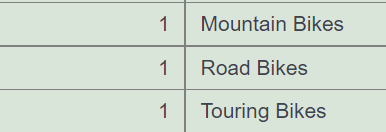 1 Mountain Bikes
1 Road Bikes
1 Touring Bikes